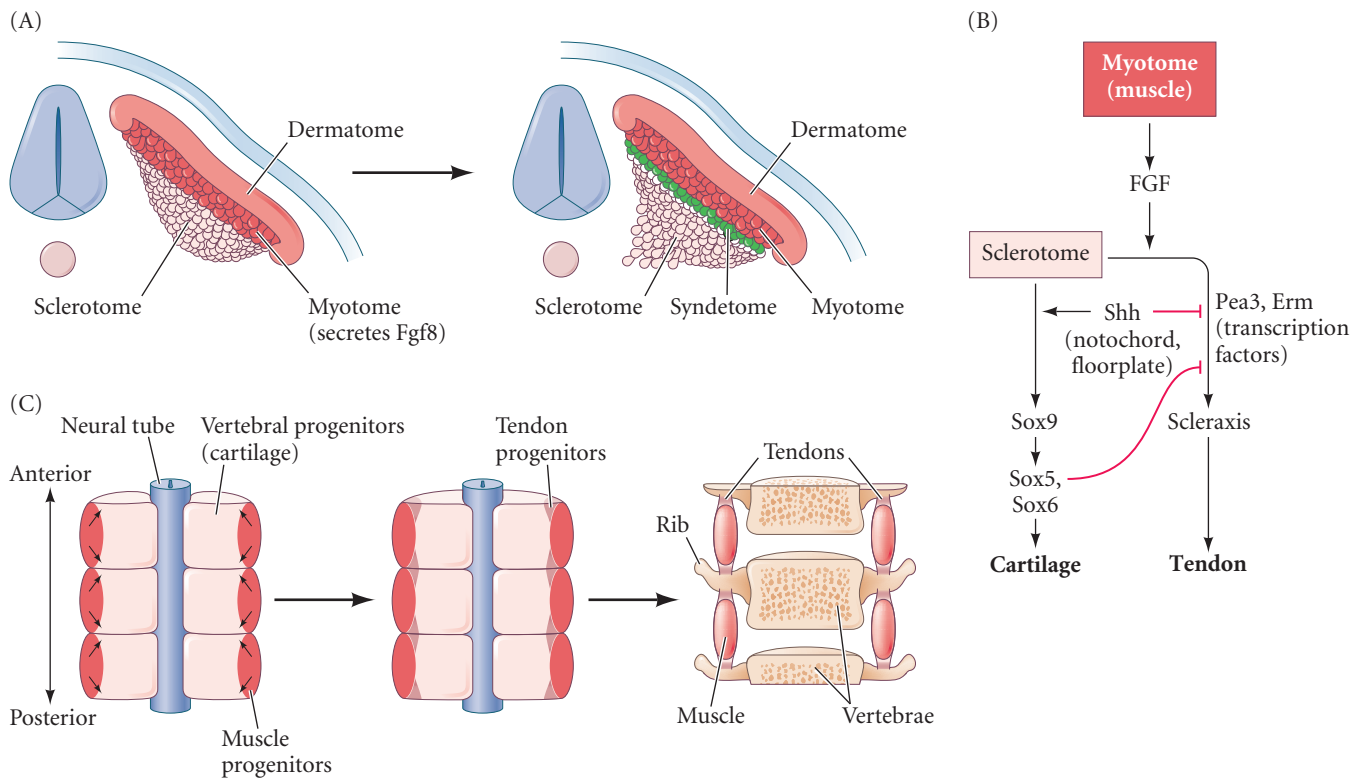 (A)
Dermatome
Sclerotome
Myotome
(secretes Fgf8)
Dermatome
Sclerotome
Syndetome
Myotome
(B)
Myotome
(muscle)
FGF
Sclerotome
Shh
(notochord,
floorplate)
Pea3, Erm
(transcription
factors)
Sox9
Scleraxis
Sox5,
Sox6
Cartilage
Tendon
(C)
Neural tube
Vertebral progenitors
(cartilage)
Tendon
progenitors
Tendons
Anterior
Rib
Posterior
Muscle
progenitors
Muscle
Vertebrae